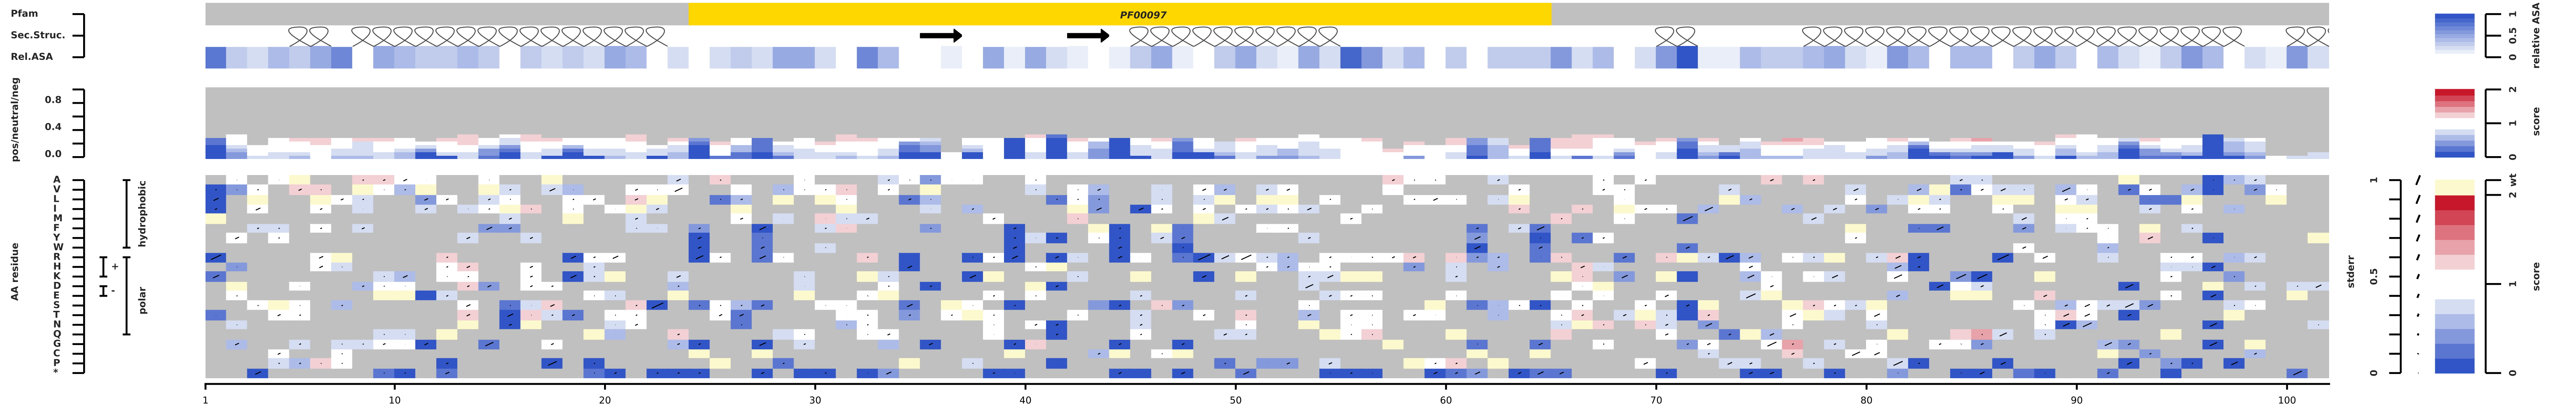 Pfam
PF00097
Sec.Struc.
Rel.ASA
1
0.5
0
relative ASA
pos/neutral/neg
0.8
0.4
0.0
2
1
0
score
AA residue
A
V
L
I
M
F
Y
W
R
H
K
D
E
S
T
N
Q
G
C
P
*
hydrophobic
+
-
polar
stderr
1
0.5
0
wt
2
1
0
score
1 10 20 30 40 50 60 70 80 90 100